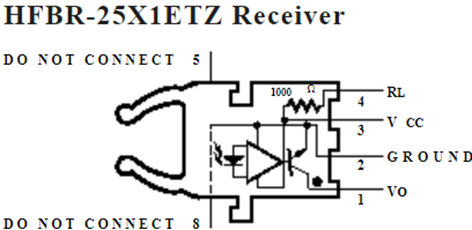 HFBR-25X1ETZ Receiver
DO NOT CONNECT 5
1000 Ω
4 RL
3 V CC
2 GROUND
1 VO
DO NOT CONNECT 8